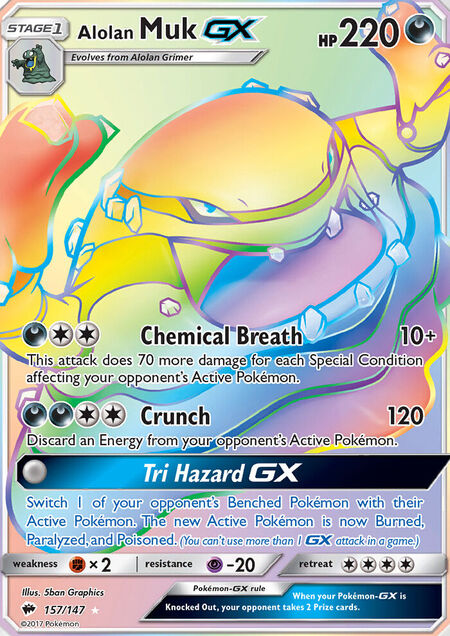 STAGE1 Alolan Muk GX HP 220
Evolves from Alolan Grimer
Chemical Breath 10+
This attack does 70 more damage for each Special Condition
affecting your opponent's Active Pokémon.
Crunch 120
Discard an Energy from your opponent's Active Pokémon.
Tri Hazard GX
Switch 1 of your opponent's Benched Pokémon with their
Active Pokémon. The new Active Pokémon is now Burned,
Paralyzed, and Poisoned. (You can't use more than 1 GX attack in a game.)
weakness ×2 resistance -20 retreat
Illus. 5ban Graphics
Pokémon-GX rule
When your Pokémon-GX is
Knocked Out, your opponent takes 2 Prize cards.
157/147
©2017 Pokémon